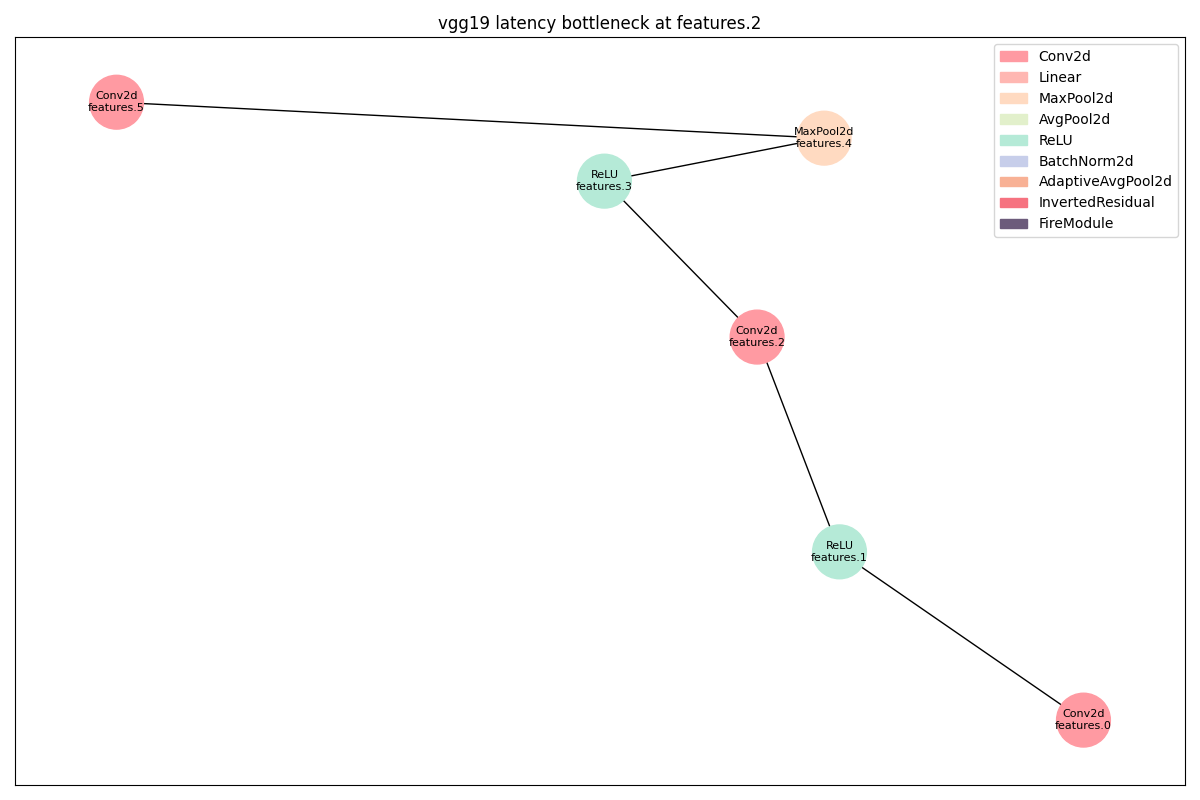 vgg19 latency bottleneck at features.2
Conv2d
Linear
MaxPool2d
AvgPool2d
ReLU
BatchNorm2d
AdaptiveAvgPool2d
InvertedResidual
FireModule
Conv2d
features.5
MaxPool2d
features.4
ReLU
features.3
Conv2d
features.2
ReLU
features.1
Conv2d
features.0